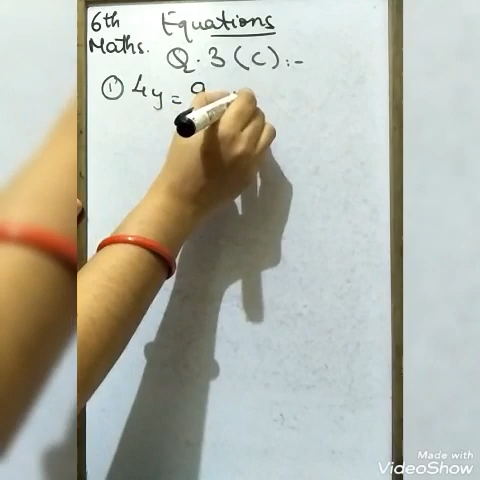 6th Equations
Maths.
Q. 3 (C) :-
① 4y = 9
Made with
VideoShow